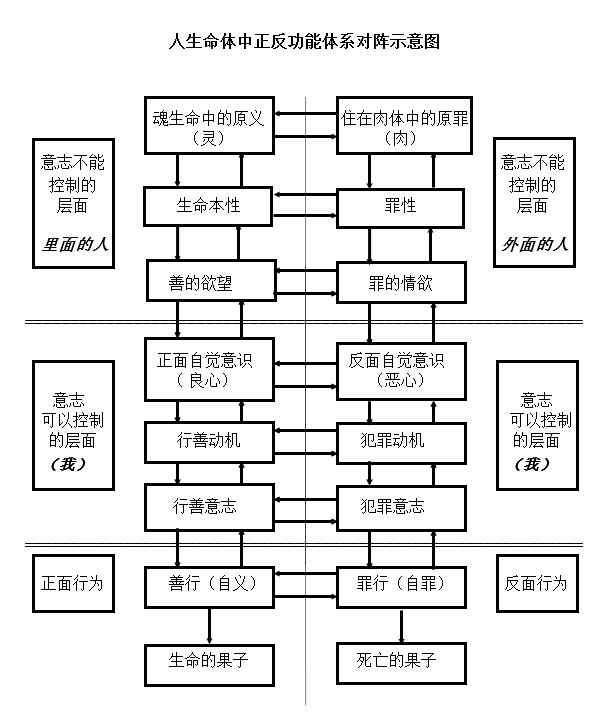 人生命体中正反功能体系对阵示意图
魂生命中的原义
（灵）
住在肉体中的原罪
（肉）
意志不能
控制的
层面
里面的人
意志不能
控制的
层面
外面的人
生命本性
罪性
善的欲望
罪的情欲
正面自觉意识
（良心）
反面自觉意识
（恶心）
意志
可以控制
的层面
（我）
意志
可以控制
的层面
（我）
行善动机
犯罪动机
行善意志
犯罪意志
正面行为
善行（自义）
罪行（自罪）
反面行为
生命的果子
死亡的果子